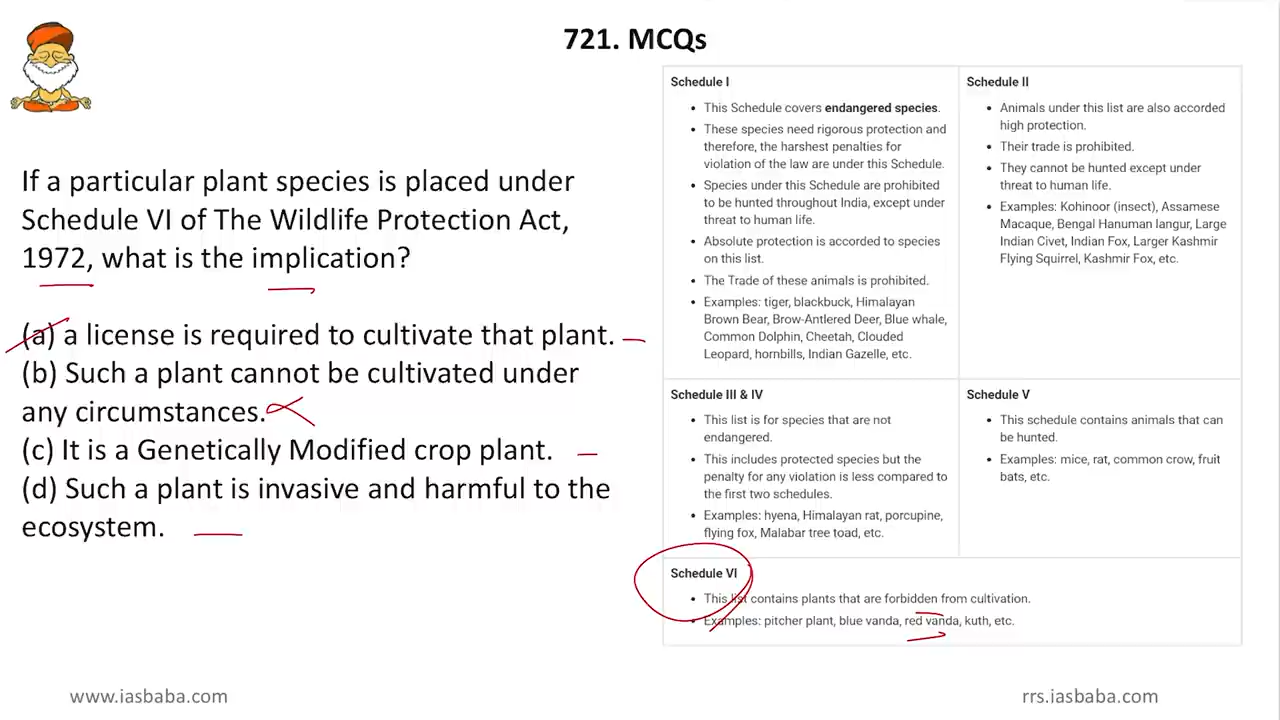 721. MCQs
If a particular plant species is placed under
Schedule VI of The Wildlife Protection Act,
1972, what is the implication?
(a) a license is required to cultivate that plant.
(b) Such a plant cannot be cultivated under
any circumstances.
(c) It is a Genetically Modified crop plant.
(d) Such a plant is invasive and harmful to the
ecosystem.
Schedule I
• This Schedule covers endangered species.
• These species need rigorous protection and
therefore, the harshest penalties for
violation of the law are under this Schedule.
• Species under this Schedule are prohibited
to be hunted throughout India, except under
threat to human life.
• Absolute protection is accorded to species
on this list.
• The Trade of these animals is prohibited.
• Examples: tiger, blackbuck, Himalayan
Brown Bear, Brow-Antlered Deer, Blue whale,
Common Dolphin, Cheetah, Clouded
Leopard, hornbills, Indian Gazelle, etc.
Schedule II
• Animals under this list are also accorded
high protection.
• Their trade is prohibited.
• They cannot be hunted except under
threat to human life.
• Examples: Kohinoor (insect), Assamese
Macaque, Bengal Hanuman langur, Large
Indian Civet, Indian Fox, Larger Kashmir
Flying Squirrel, Kashmir Fox, etc.
Schedule III & IV
• This list is for species that are not
endangered.
• This includes protected species but the
penalty for any violation is less compared to
the first two schedules.
• Examples: hyena, Himalayan rat, porcupine,
flying fox, Malabar tree toad, etc.
Schedule V
• This schedule contains animals that can
be hunted.
• Examples: mice, rat, common crow, fruit
bats, etc.
Schedule VI
• This list contains plants that are forbidden from cultivation.
• Examples: pitcher plant, blue vanda, red vanda, kuth, etc.
www.iasbaba.com
rrs.iasbaba.com